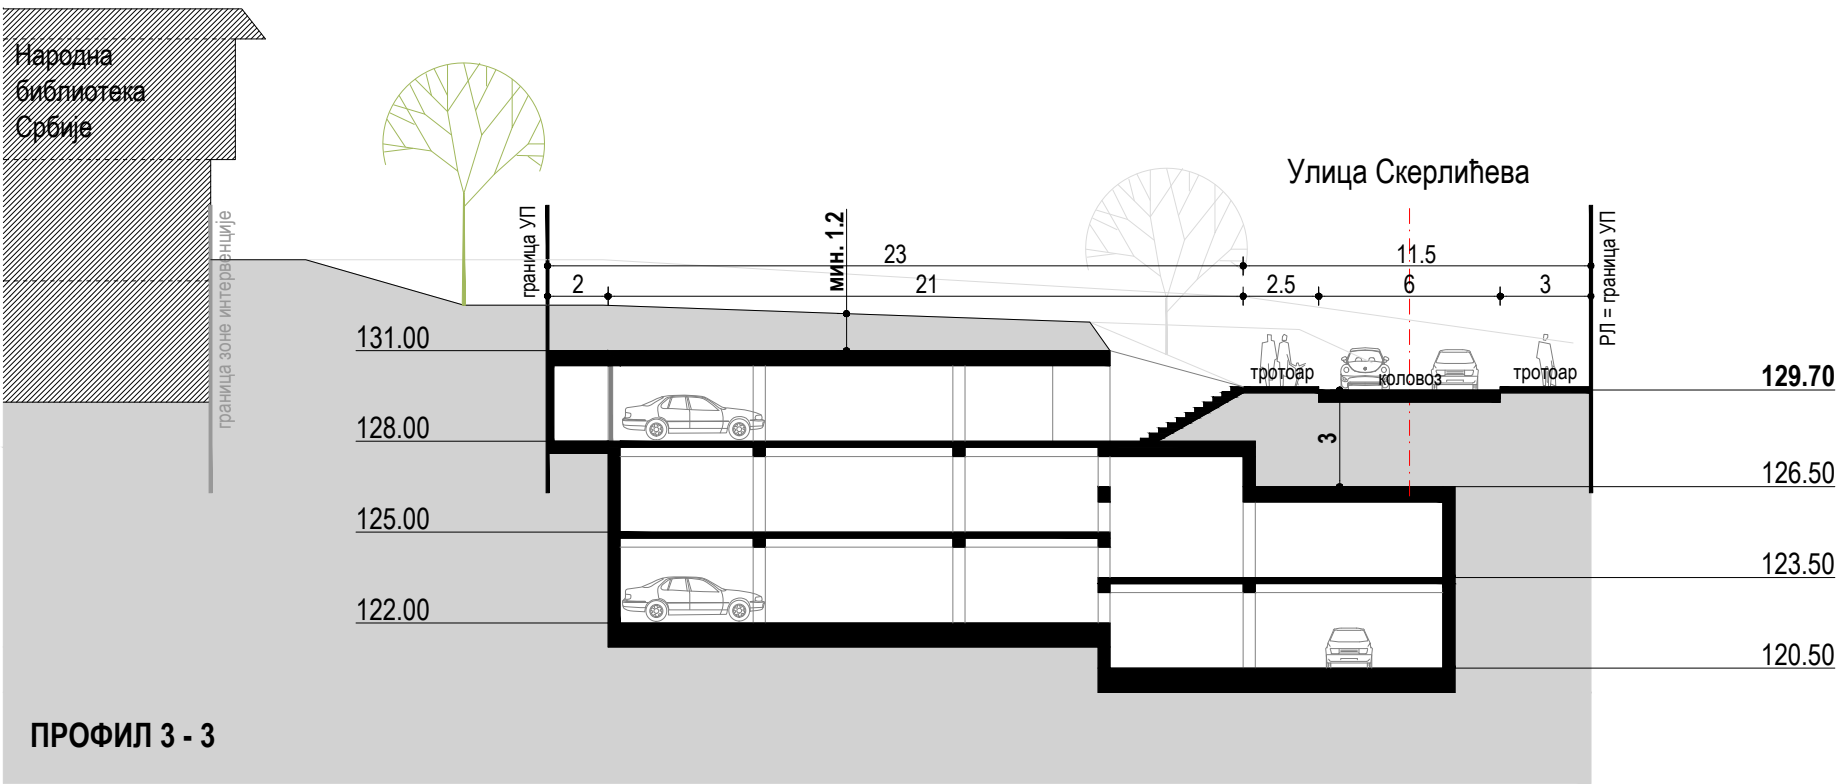 Народна
библиотека
Србије
граница зоне интервенције
граница УП
мин. 1.2
Улица Скерлићева
РЛ = граница УП
23
11.5
2
21
2.5
6
3
131.00
тротоар
коловоз
тротоар
129.70
128.00
3
126.50
125.00
123.50
122.00
120.50
ПРОФИЛ 3 - 3